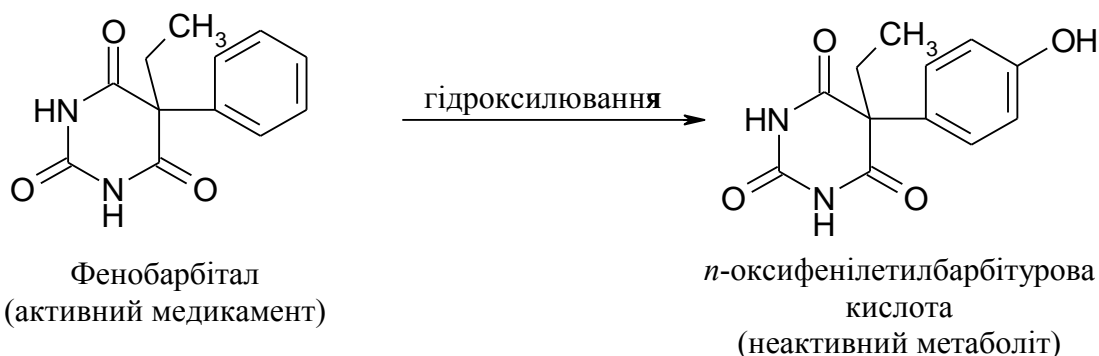 CH3
O
HN
O
N
H
O
гідроксилювання
CH3
OH
O
HN
O
N
H
O
Фенобарбітал
(активний медикамент)
п-оксифенілетилбарбітурова
кислота
(неактивний метаболіт)